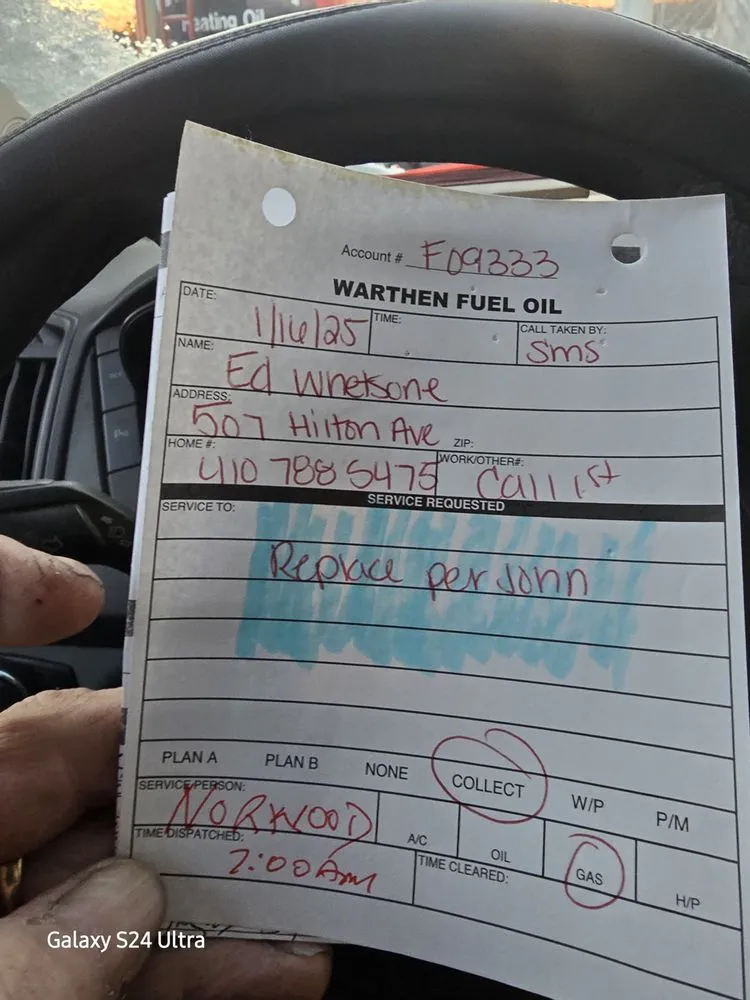 Heating Oil
Account # F09333
WARTHEN FUEL OIL
DATE: 1/16/25 TIME: CALL TAKEN BY: sms
NAME: Ed Whetsone
ADDRESS: 507 Hilton Ave ZIP:
HOME #: 410 788 5475 WORK/OTHER#: Call 1st
SERVICE REQUESTED
SERVICE TO:
Replace per John
PLAN A PLAN B NONE COLLECT W/P P/M
SERVICE PERSON: NORWOOD A/C OIL GAS H/P
TIME DISPATCHED: 7:00 Am TIME CLEARED:
Galaxy S24 Ultra